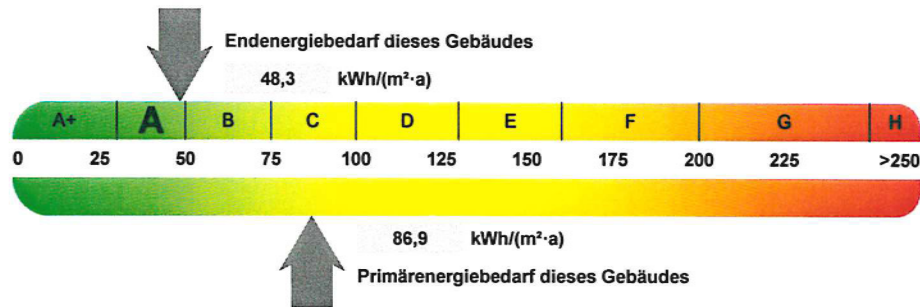 Endenergiebedarf dieses Gebäudes
48,3 kWh/(m²·a)
A+ A B C D E F G H
0 25 50 75 100 125 150 175 200 225 >250
86,9 kWh/(m²·a)
Primärenergiebedarf dieses Gebäudes